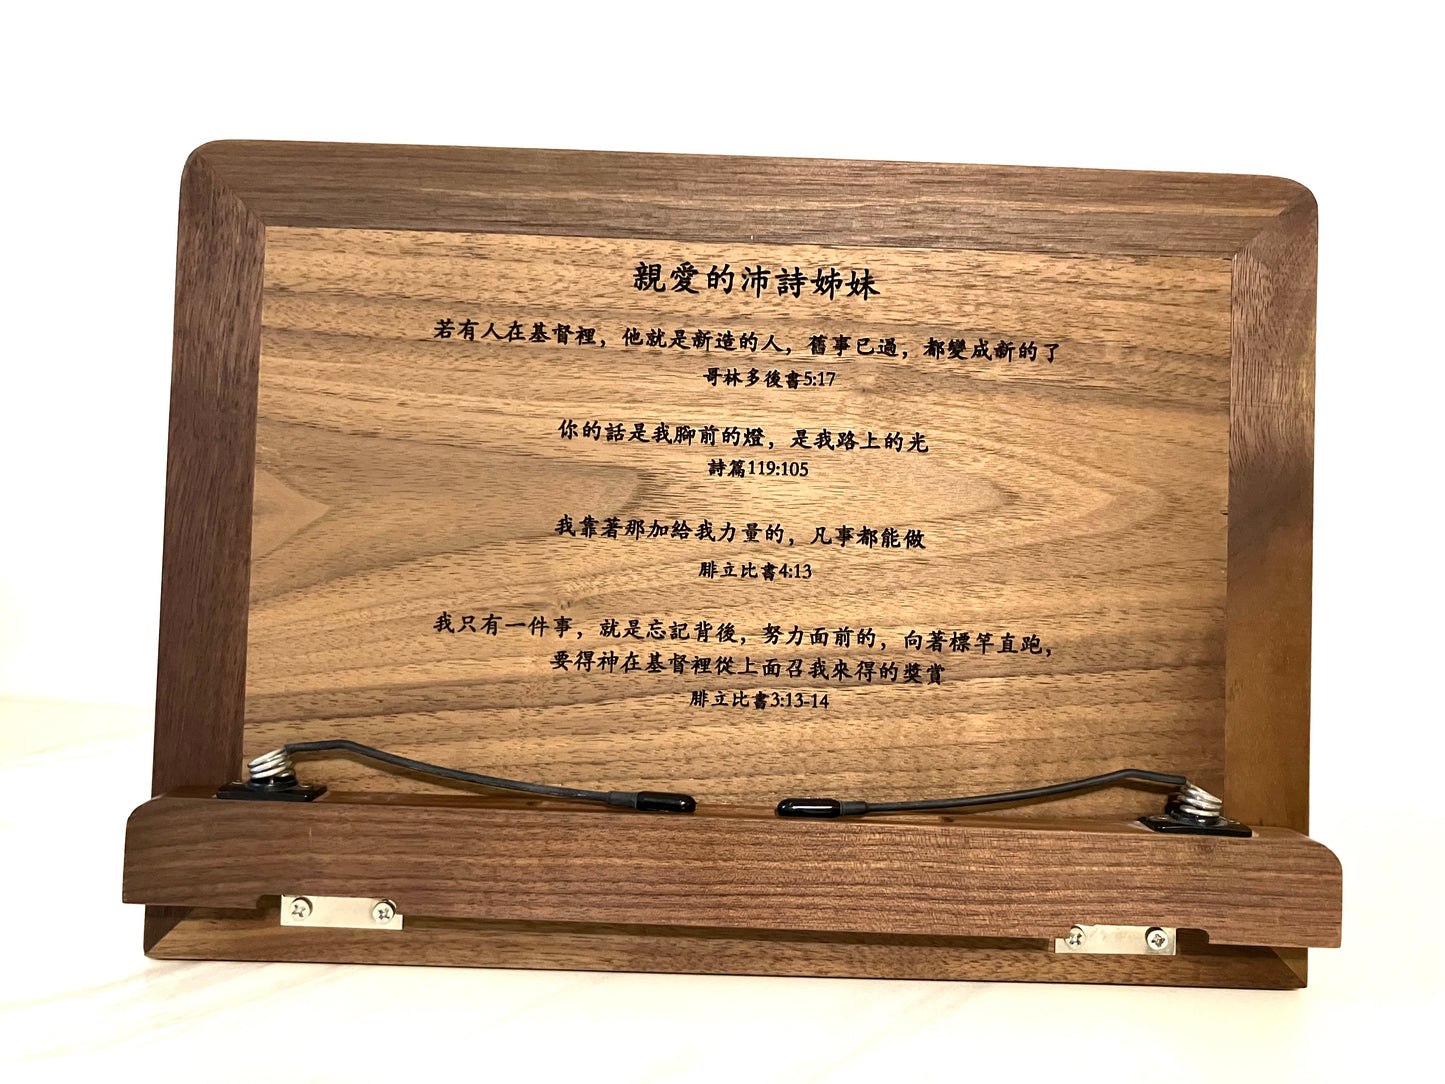 親愛的沛詩姊妹
若有人在基督裡，他就是新造的人，舊事已過，都變成新的了
哥林多後書5:17
你的話是我腳前的燈，是我路上的光
詩篇119:105
我靠著那加給我力量的，凡事都能做
腓立比書4:13
我只有一件事，就是忘記背後，努力面前的，向著標竿直跑，
要得神在基督裡從上面召我來得的獎賞
腓立比書3:13-14